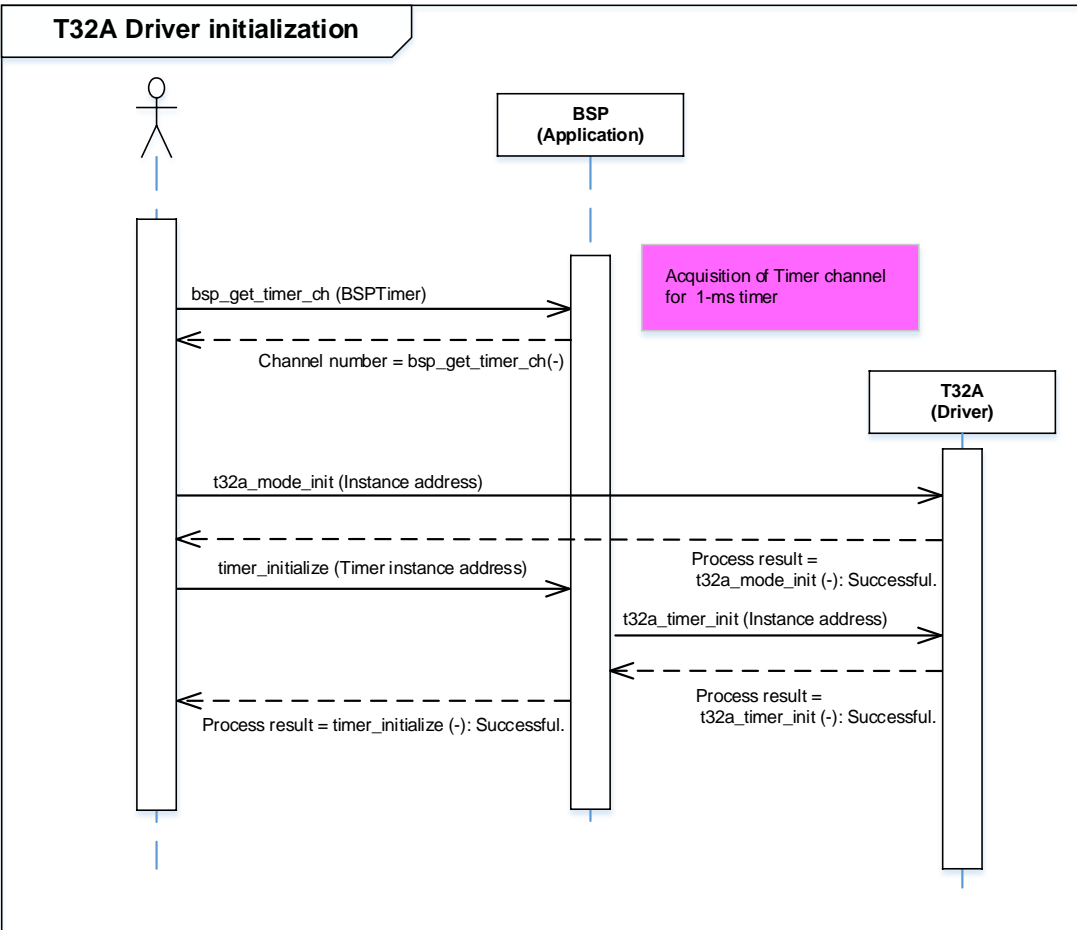 T32A Driver initialization
BSP
(Application)
Acquisition of Timer channel
for 1-ms timer
bsp_get_timer_ch (BSPTimer)
Channel number = bsp_get_timer_ch(-)
T32A
(Driver)
t32a_mode_init (Instance address)
Process result =
t32a_mode_init (-): Successful.
timer_initialize (Timer instance address)
t32a_timer_init (Instance address)
Process result =
t32a_timer_init (-): Successful.
Process result = timer_initialize (-): Successful.